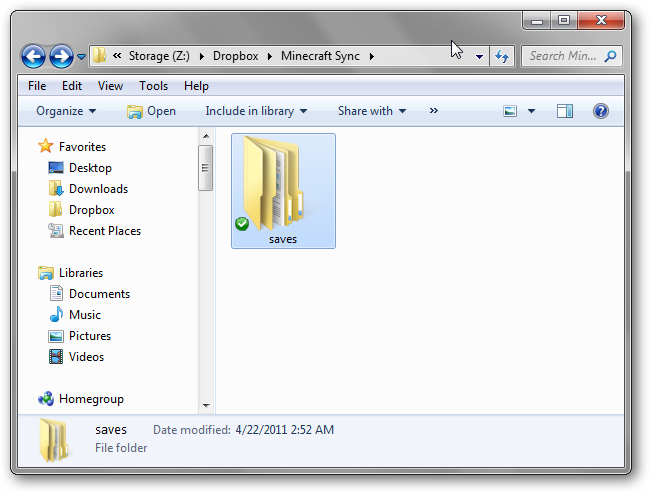 « Storage (Z:) Dropbox Minecraft Sync Search Min...
File Edit View Tools Help
Organize Open Include in library Share with »
Favorites
Desktop
Downloads
Dropbox
Recent Places
Libraries
Documents
Music
Pictures
Videos
Homegroup
saves
saves Date modified: 4/22/2011 2:52 AM
File folder